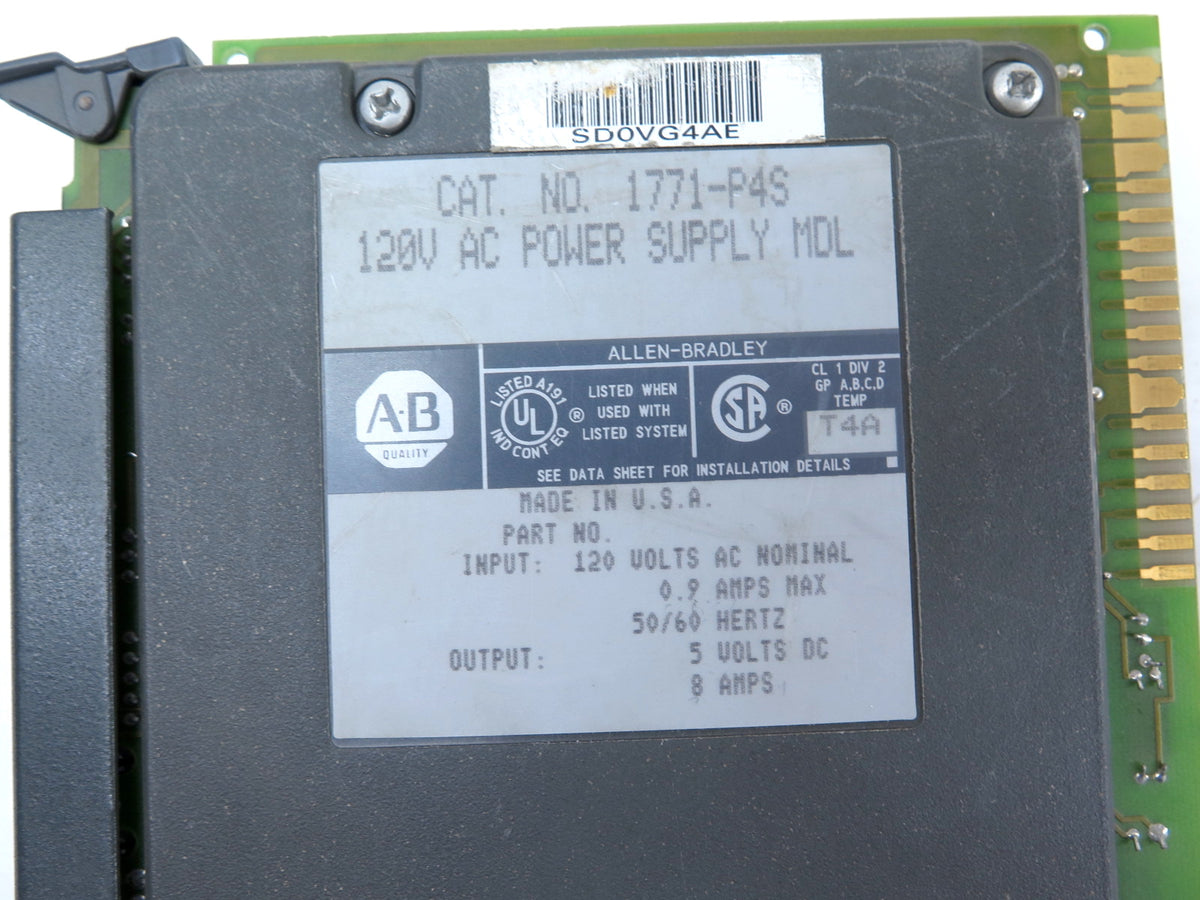 SD0VG4AE
CAT. NO. 1771-P4S
120V AC POWER SUPPLY MDL
ALLEN-BRADLEY
A-B
QUALITY
LISTED A191
UL
IND CONT EQ
®
LISTED WHEN
USED WITH
LISTED SYSTEM
SA
®
CL 1 DIV 2
GP A,B,C,D
TEMP
T4A
SEE DATA SHEET FOR INSTALLATION DETAILS
MADE IN U.S.A.
PART NO.
INPUT: 120 VOLTS AC NOMINAL
0.9 AMPS MAX
50/60 HERTZ
OUTPUT: 5 VOLTS DC
8 AMPS